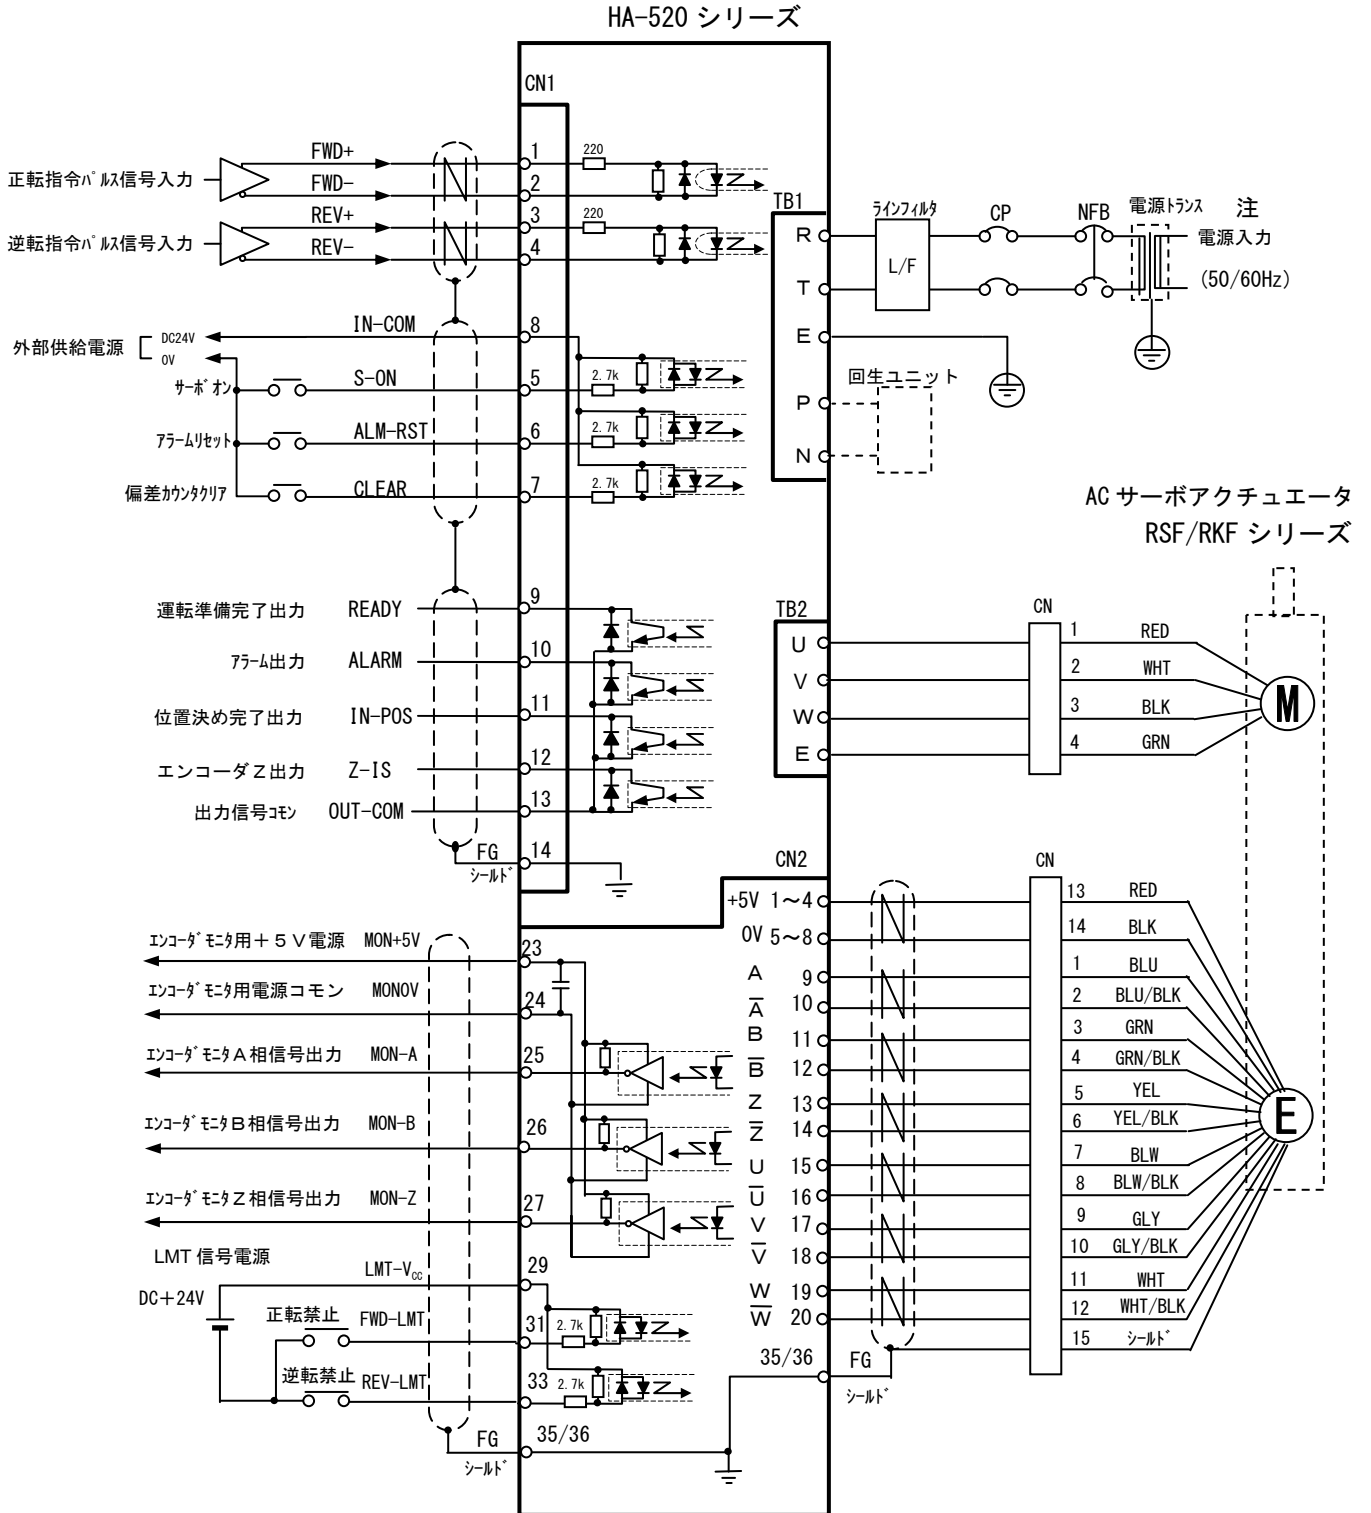 HA-520 シリーズ
CN1
正転指令パルス信号入力
FWD+
FWD-
1
2
220
逆転指令パルス信号入力
REV+
REV-
3
4
220
外部供給電源
DC24V
0V
IN-COM
8
サーボオン
S-ON
5
2.7k
アラームリセット
ALM-RST
6
2.7k
偏差カウンタクリア
CLEAR
7
2.7k
運転準備完了出力
READY
9
アラーム出力
ALARM
10
位置決め完了出力
IN-POS
11
エンコーダZ出力
Z-IS
12
出力信号コモン
OUT-COM
13
FG
シールド
14
TB1
R
T
E
P
N
ラインフィルタ
L/F
CP
NFB
電源トランス
注
電源入力
(50/60Hz)
回生ユニット
AC サーボアクチュエータ
RSF/RKF シリーズ
TB2
U
V
W
E
CN
1
RED
2
WHT
3
BLK
4
GRN
M
エンコーダモニタ用+5V電源
MON+5V
23
エンコーダモニタ用電源コモン
MON0V
24
エンコーダモニタA相信号出力
MON-A
25
エンコーダモニタB相信号出力
MON-B
26
エンコーダモニタZ相信号出力
MON-Z
27
LMT 信号電源
DC+24V
LMT-Vcc
29
正転禁止
FWD-LMT
31
2.7k
逆転禁止
REV-LMT
33
2.7k
FG
シールド
35/36
CN2
+5V 1～4
0V 5～8
A 9
A̅ 10
B 11
B̅ 12
Z 13
Z̅ 14
U 15
U̅ 16
V 17
V̅ 18
W 19
W̅ 20
35/36
FG
シールド
CN
13
RED
14
BLK
1
BLU
2
BLU/BLK
3
GRN
4
GRN/BLK
5
YEL
6
YEL/BLK
7
BLW
8
BLW/BLK
9
GLY
10
GLY/BLK
11
WHT
12
WHT/BLK
15
シールド
E